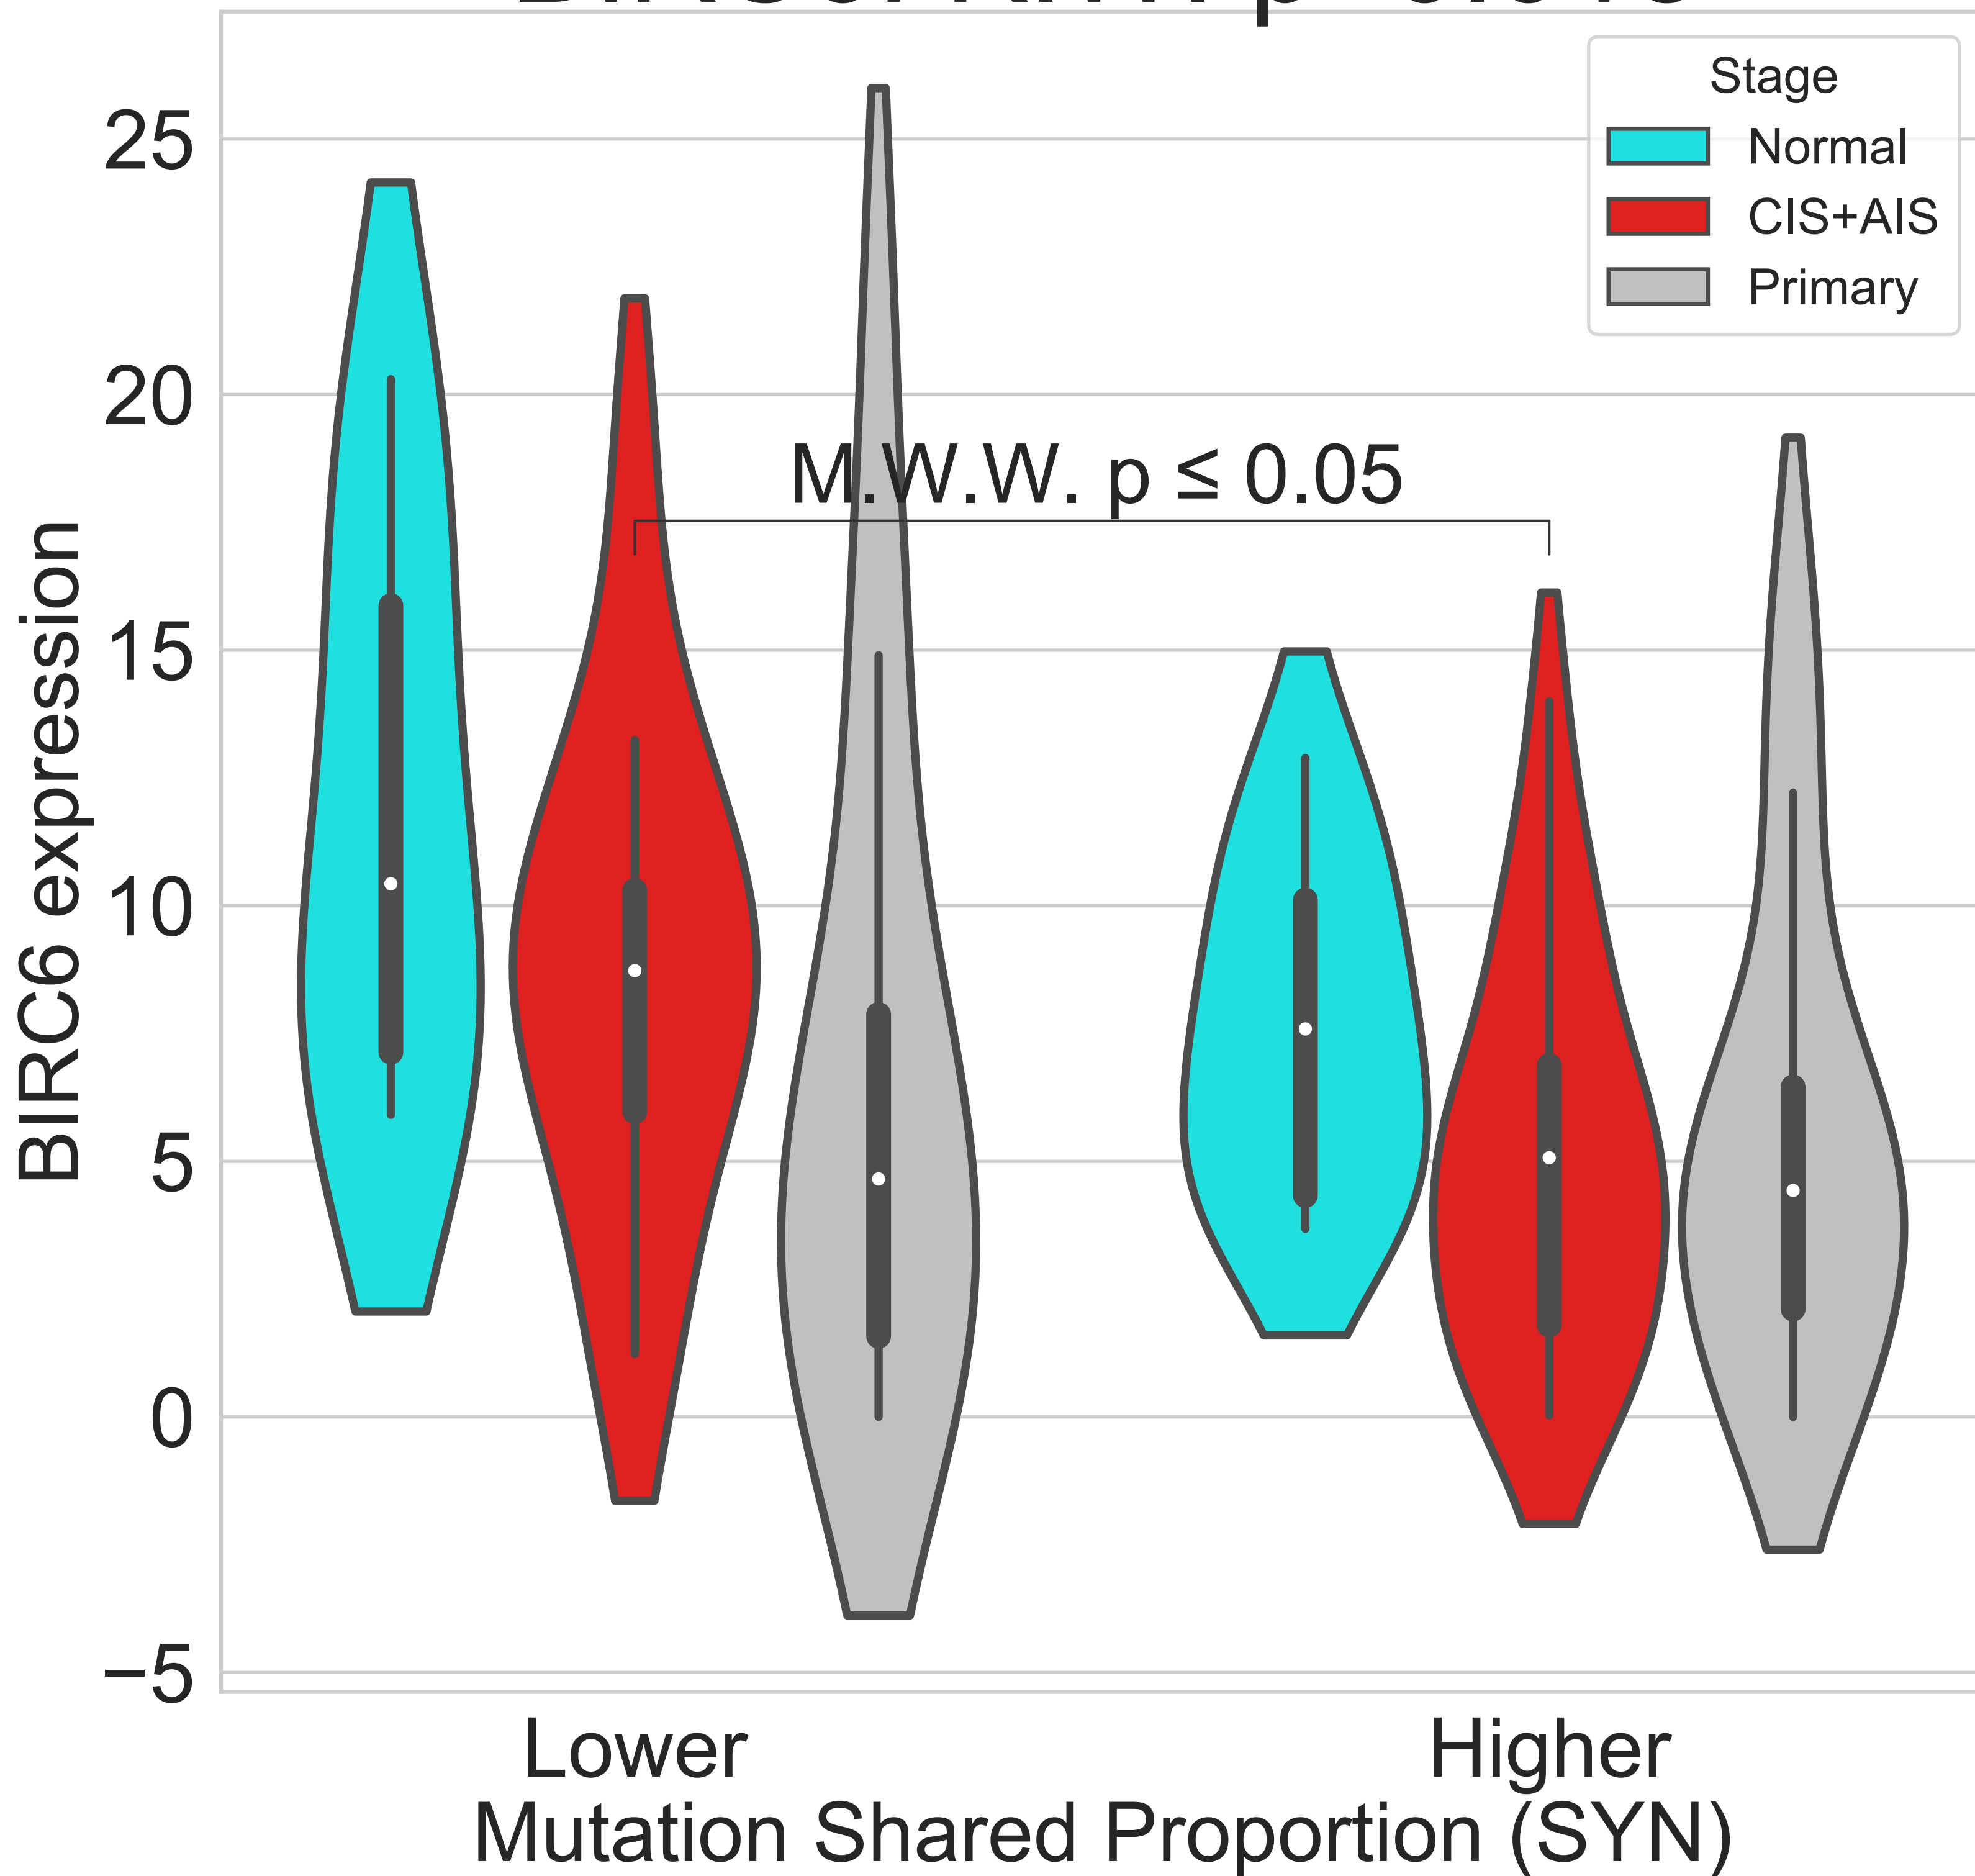 Stage
Normal
CIS+AIS
Primary
25
20
15
10
5
0
−5
M.W.W. p ≤ 0.05
BIRC6 expression
Lower
Higher
Mutation Shared Proportion (SYN)